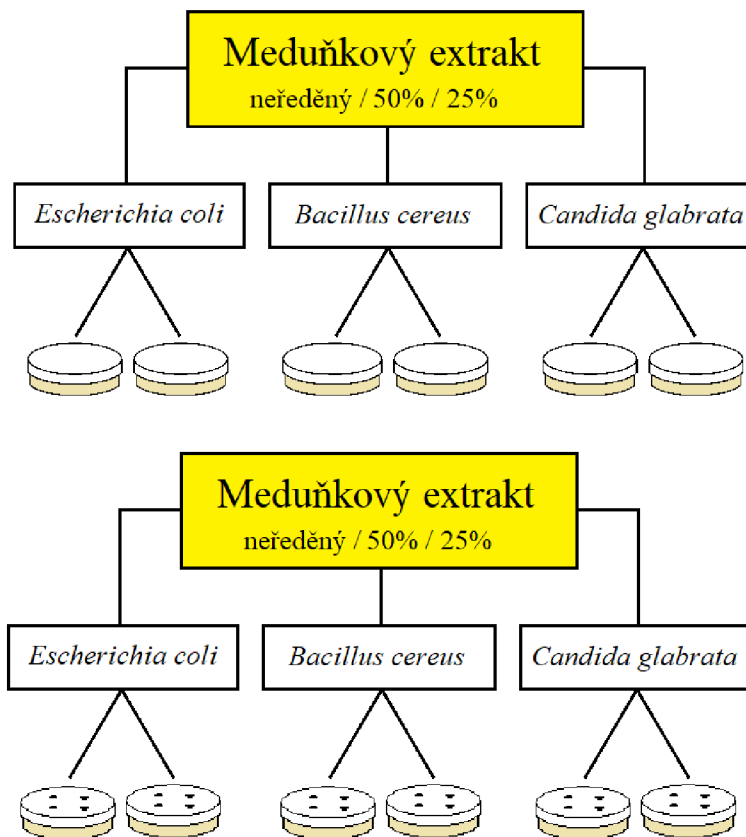 Meduňkový extrakt
neředěný / 50% / 25%
Escherichia coli
Bacillus cereus
Candida glabrata
Meduňkový extrakt
neředěný / 50% / 25%
Escherichia coli
Bacillus cereus
Candida glabrata